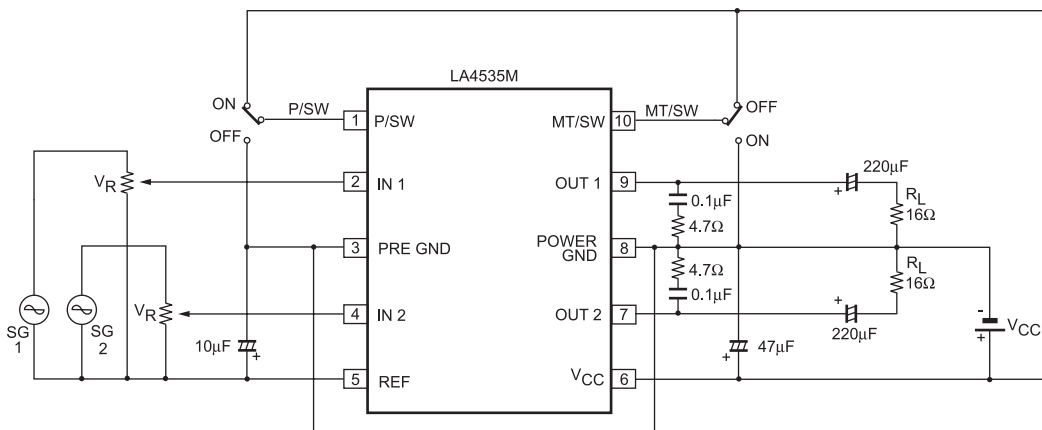 LA4535M
ON P/SW 1 P/SW MT/SW 10 MT/SW OFF
OFF ON
VR 2 IN 1 OUT 1 9 220µF
+ RL
0.1µF 16Ω
4.7Ω
3 PRE GND POWER GND 8
4.7Ω RL
16Ω
0.1µF
SG 1 SG 2 VR 4 IN 2 OUT 2 7 + 220µF - VCC +
10µF + 47µF +
5 REF VCC 6